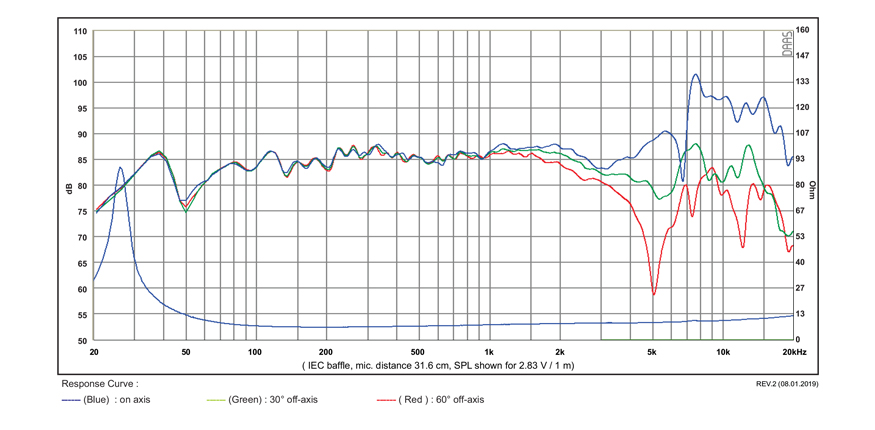 110 160
105 147
100 133
95 120
90 107
85 93
80 80
75 67
70 53
65 40
60 27
55 13
50 0
dB
Ohm
DAAS
20 50 100 200 500 1k 2k 5k 10k 20kHz
( IEC baffle, mic. distance 31.6 cm, SPL shown for 2.83 V / 1 m)
Response Curve :
REV.2 (08.01.2019)
(Blue) : on axis (Green) : 30° off-axis ( Red ) : 60° off-axis